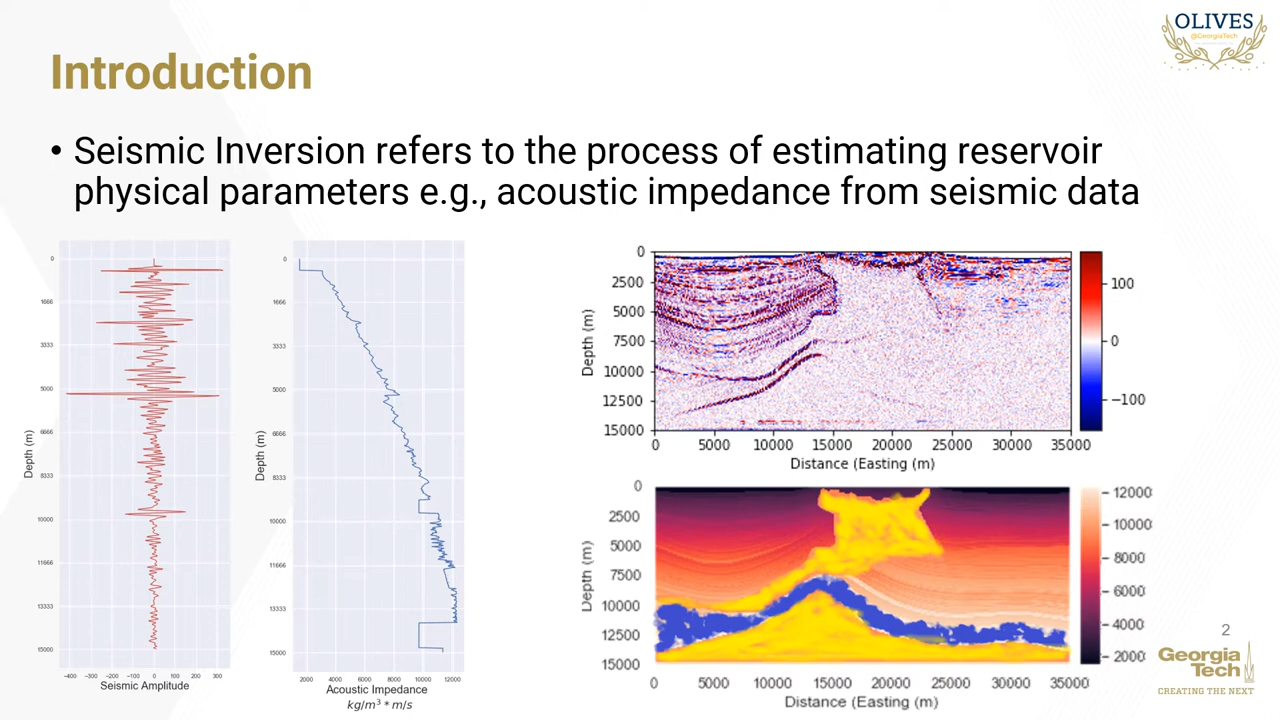 OLIVES
@GeorgiaTech
Introduction
• Seismic Inversion refers to the process of estimating reservoir
physical parameters e.g., acoustic impedance from seismic data
Depth (m)
0
1666
3333
5000
6666
8333
10000
11666
13333
15000
−400 −300 −200 −100 0 100 200 300
Seismic Amplitude
Depth (m)
0
1666
3333
5000
6666
8333
10000
11666
13333
15000
2000 4000 6000 8000 10000 12000
Acoustic Impedance
kg/m³ * m/s
Depth (m)
0
2500
5000
7500
10000
12500
15000
0 5000 10000 15000 20000 25000 30000 35000
Distance (Easting (m)
100
0
−100
Depth (m)
0
2500
5000
7500
10000
12500
15000
0 5000 10000 15000 20000 25000 30000 35000
Distance (Easting (m)
12000
10000
8000
6000
4000
2000
2
Georgia
Tech
CREATING THE NEXT